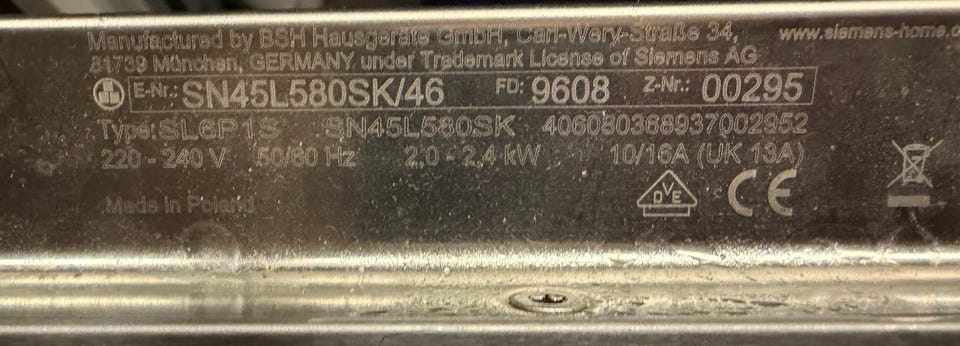 Manufactured by BSH Hausgeräte GmbH, Carl-Wery-Straße 34,
www.siemens-home.
81739 München, GERMANY under Trademark License of Siemens AG
E-Nr.: SN45L580SK/46 FD: 9608 Z-Nr.: 00295
Type: SL6P1S SN45L580SK 406080368937002952
220 - 240 V 50/60 Hz 2,0 - 2,4 kW 10/16A (UK 13A)
DVE CE
Made in Poland